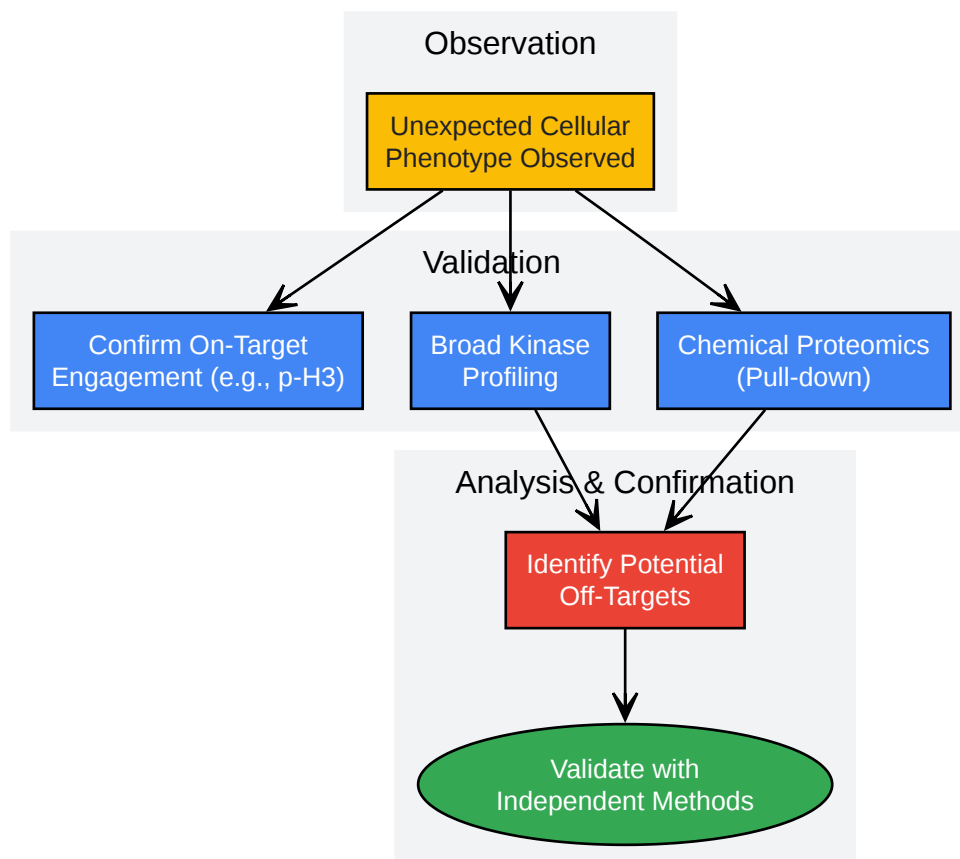 Observation
Unexpected Cellular
Phenotype Observed
Validation
Confirm On-Target
Engagement (e.g., p-H3)
Broad Kinase
Profiling
Chemical Proteomics
(Pull-down)
Analysis & Confirmation
Identify Potential
Off-Targets
Validate with
Independent Methods